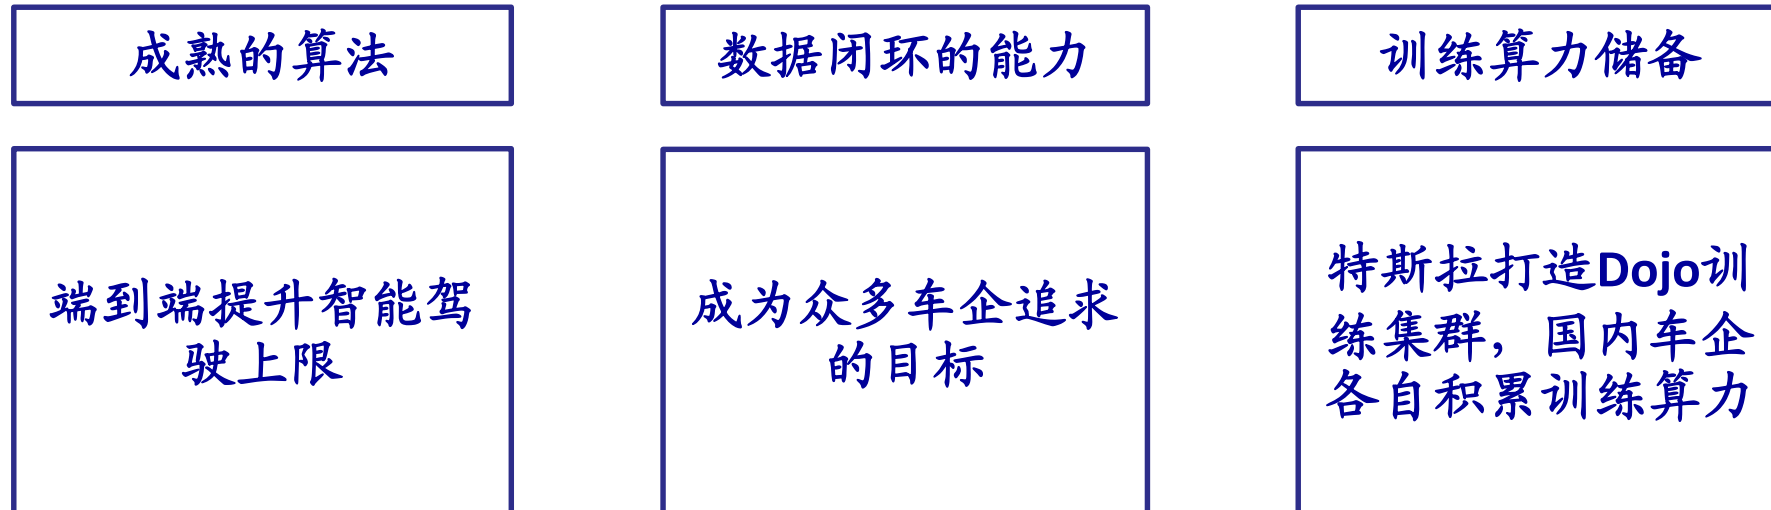 成熟的算法
数据闭环的能力
训练算力储备
端到端提升智能驾
驶上限
成为众多车企追求
的目标
特斯拉打造Dojo训
练集群，国内车企
各自积累训练算力